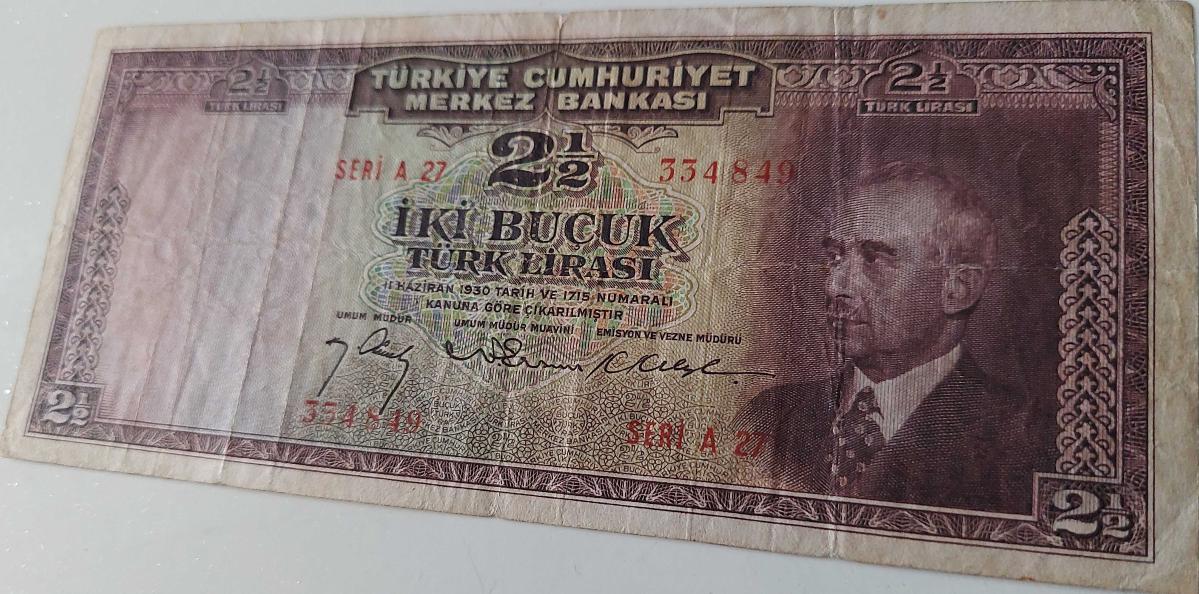 2½
TÜRK LİRASI
TÜRKİYE CUMHURİYET
MERKEZ BANKASI
2½
TÜRK LİRASI
SERİ A 27
2½
334849
İKİ BUÇUK
TÜRK LİRASI
11 HAZİRAN 1930 TARİH VE 1715 NUMARALI
KANUNA GÖRE ÇIKARILMIŞTIR
UMUM MÜDÜR
UMUM MÜDÜR MUAVİNİ
EMİSYON VE VEZNE MÜDÜRÜ
2½
334849
SERİ A 27
2½